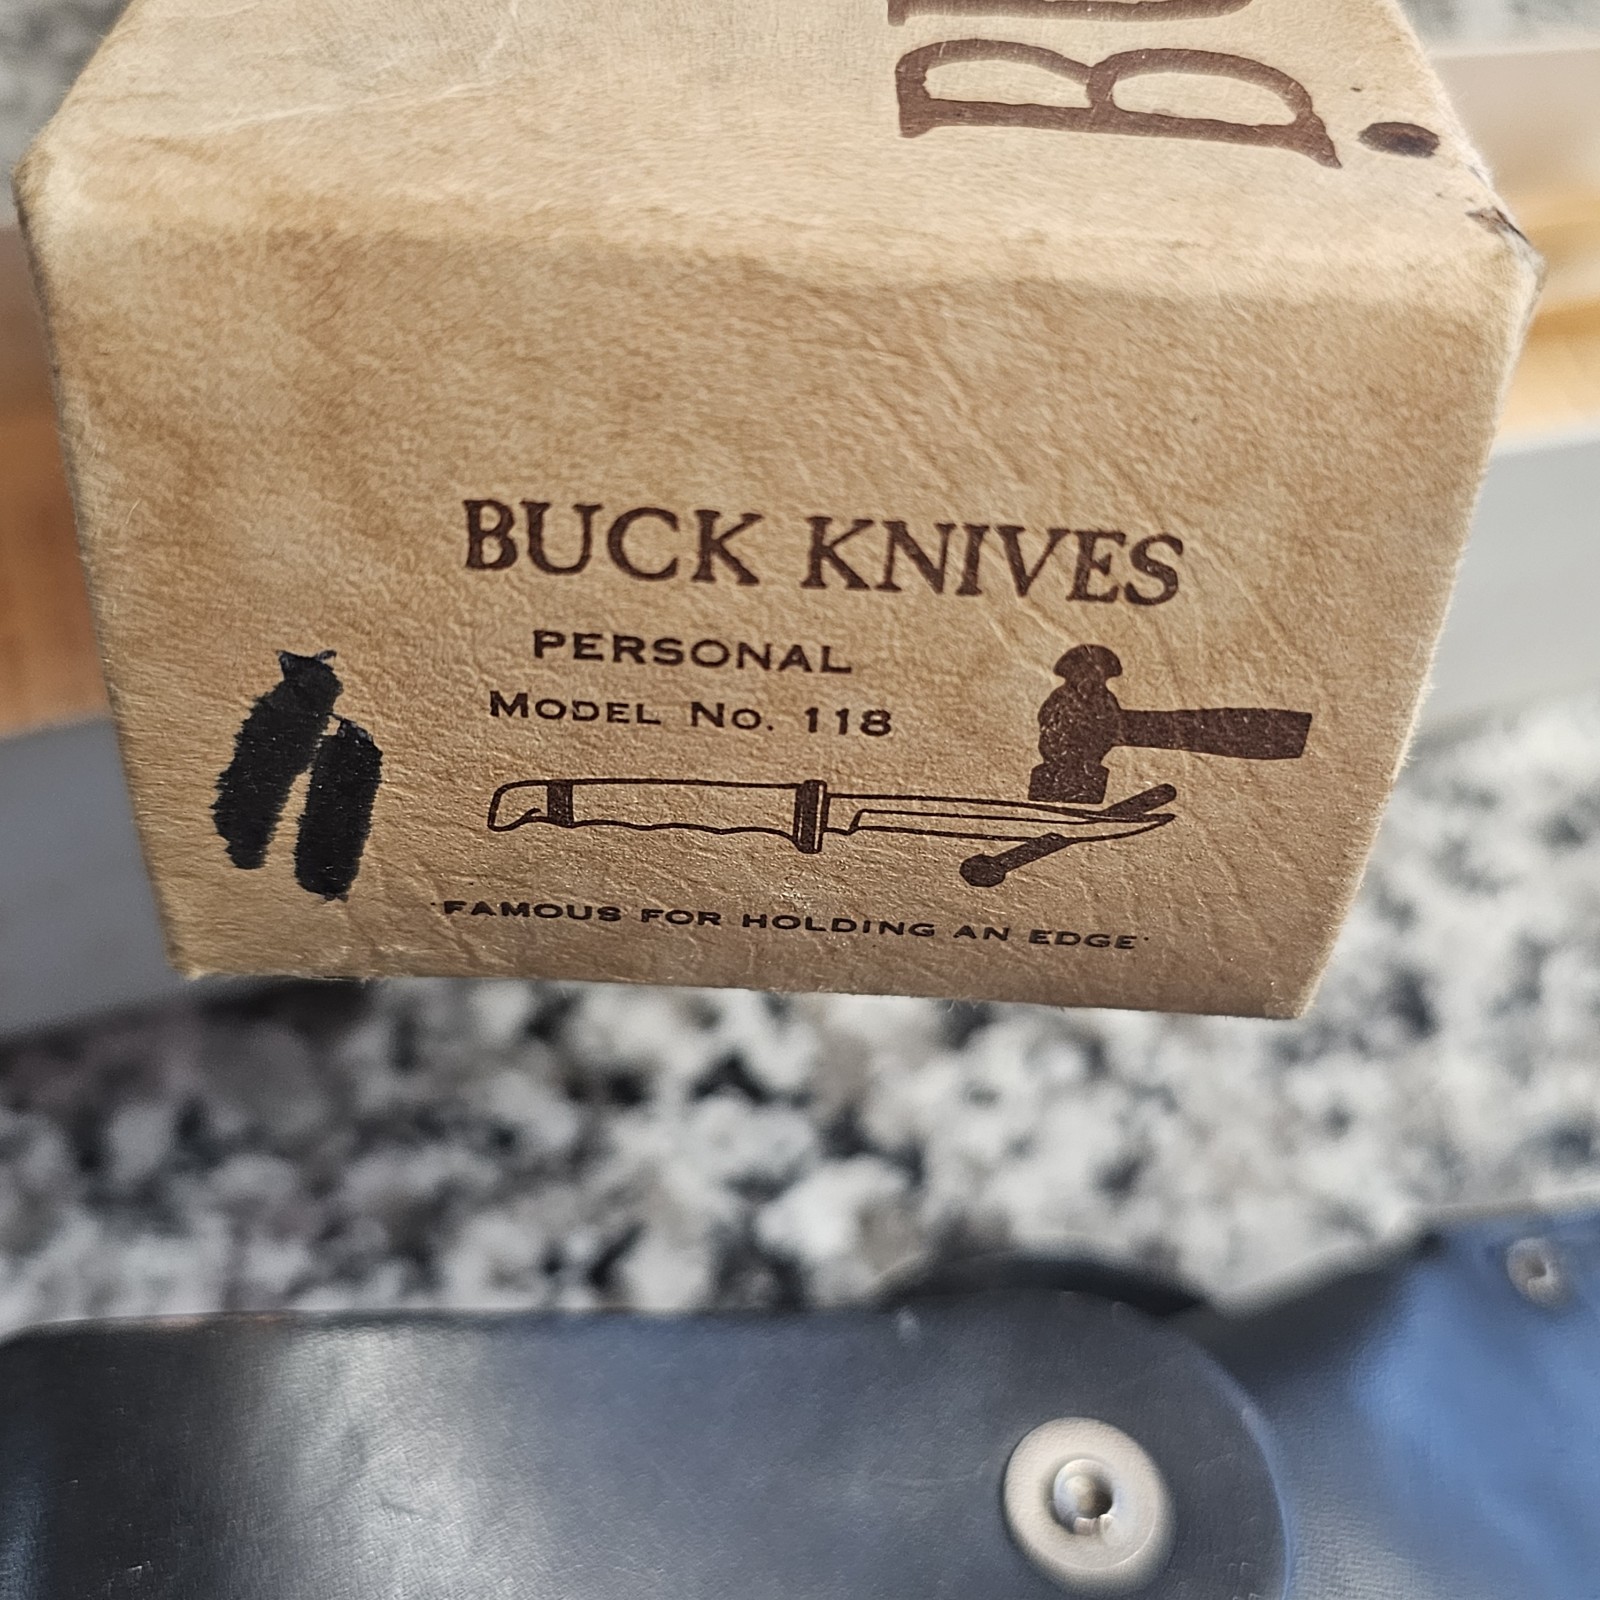 BUCK KNIVES
PERSONAL
MODEL NO. 118
"FAMOUS FOR HOLDING AN EDGE"